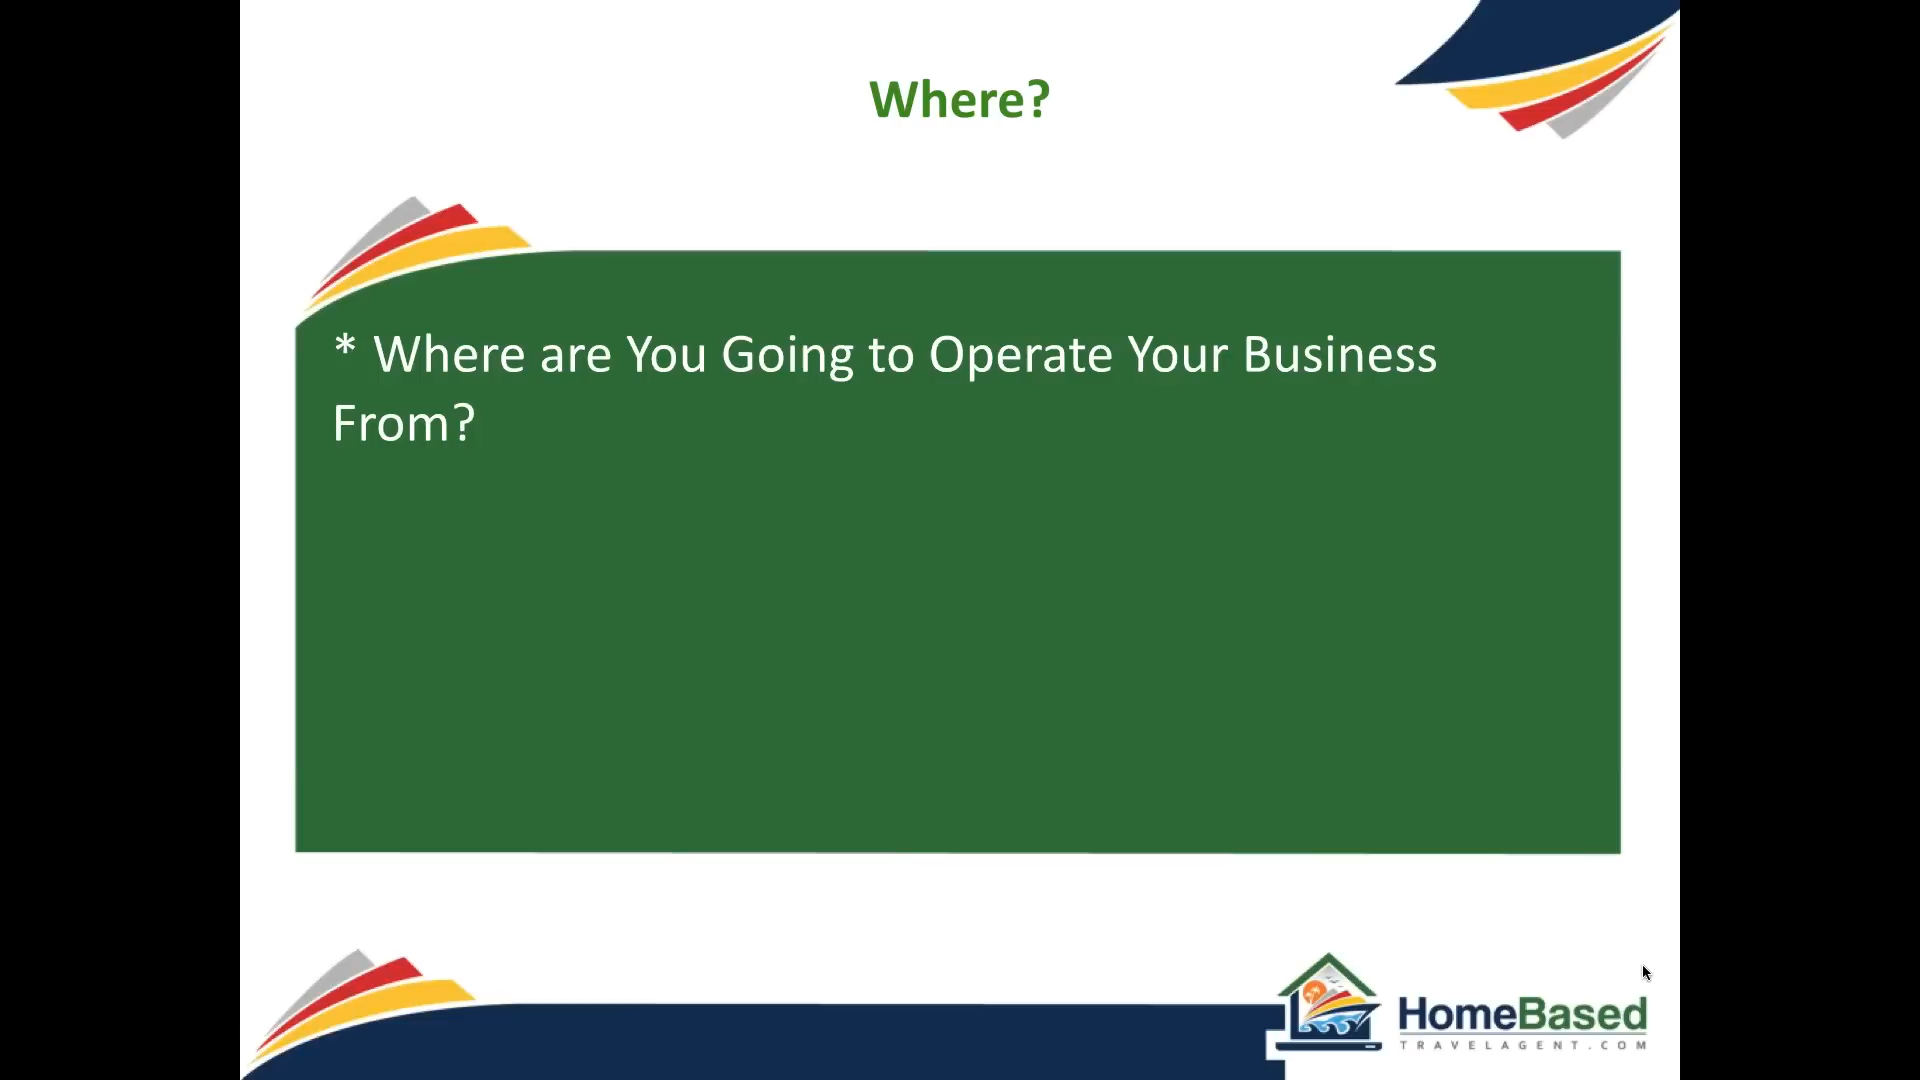 Where?
* Where are You Going to Operate Your Business
From?
HomeBased
TRAVELAGENT.COM